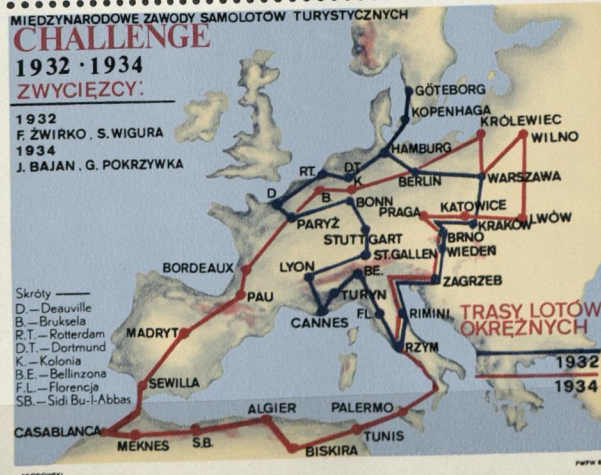 MIĘDZYNARODOWE ZAWODY SAMOLOTÓW TURYSTYCZNYCH
CHALLENGE
1932 · 1934
ZWYCIĘZCY:
1932
F. ŻWIRKO, S. WIGURA
1934
J. BAJAN, G. POKRZYWKA
GÖTEBORG
KOPENHAGA
KRÓLEWIEC
WILNO
HAMBURG
RT.
DT.
K
BERLIN
WARSZAWA
D
B.
BONN
PRAGA
KATOWICE
LWÓW
PARYŻ
KRAKÓW
STUTTGART
BRNO
WIEDEŃ
ST.GALLEN
BORDEAUX
LYON
BE.
ZAGRZEB
PAU
TURYN
CANNES
FL.
RIMINI
MADRYT
RZYM
SEWILLA
ALGIER
PALERMO
CASABLANCA
MEKNES
S.B.
TUNIS
BISKIRA
Skróty
D.—Deauville
B.—Bruksela
R.T.—Rotterdam
D.T.—Dortmund
K.—Kolonia
B.E.—Bellinzona
F.L.—Florencja
SB.—Sidi Bu-l-Abbas
TRASY LOTÓW
OKRĘŻNYCH
1932
1934